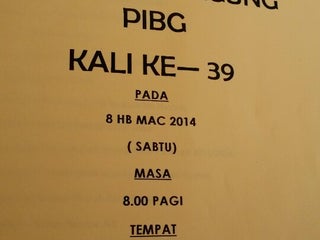 PIBG
KALI KE— 39
PADA
8 HB MAC 2014
( SABTU)
MASA
8.00 PAGI
TEMPAT